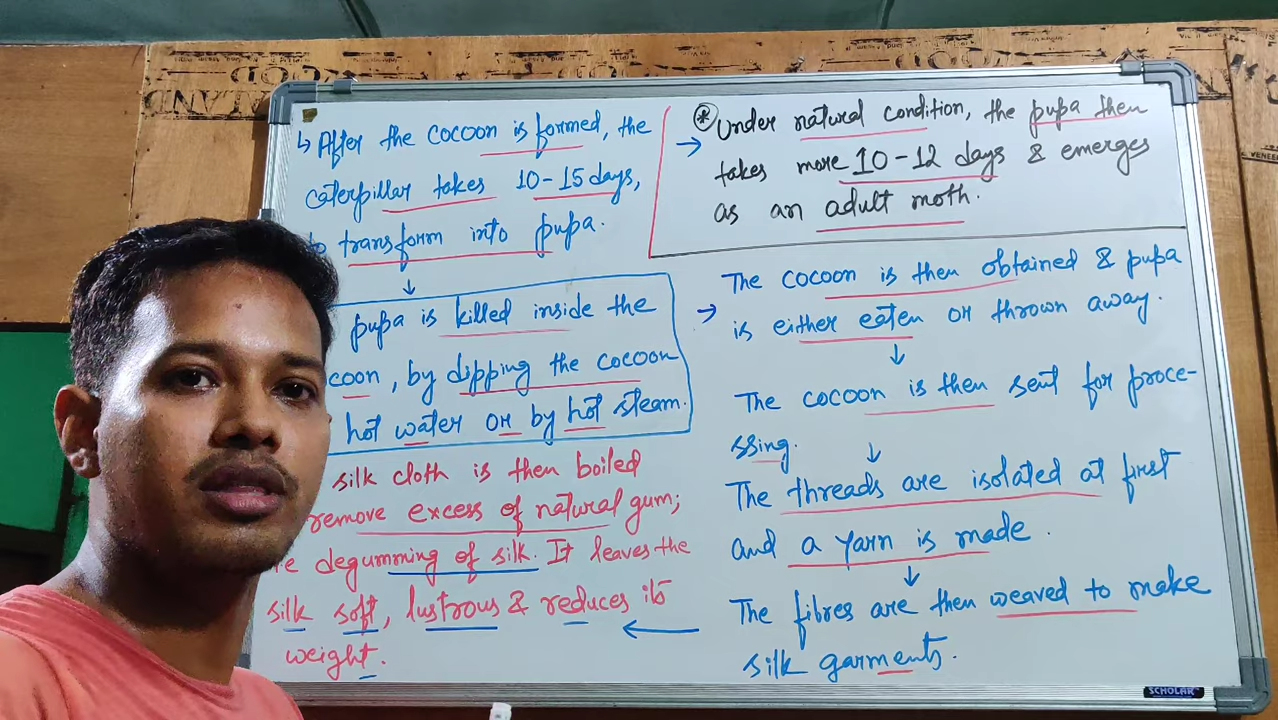 ↳ After the cocoon is formed, the
caterpillar takes 10-15 days,
to transform into pupa.
↓
pupa is killed inside the
coon, by dipping the cocoon
hot water or by hot steam.
silk cloth is then boiled
remove excess of natural gum;
degumming of silk. It leaves the
silk soft, lustrous & reduces its
weight.
→ * Under natural condition, the pupa then
takes more 10-12 days & emerges
as an adult moth.
→ The cocoon is then obtained & pupa
is either eaten or thrown away.
↓
The cocoon is then sent for proce-
ssing.
↓
The threads are isolated at first
and a yarn is made.
↓
The fibres are then weaved to make
silk garments.
←
SCHOLAR